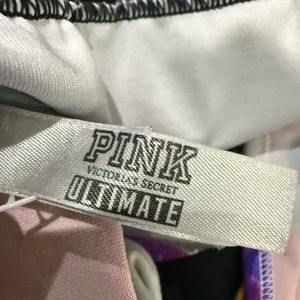 PINK
VICTORIA'S SECRET
ULTIMATE